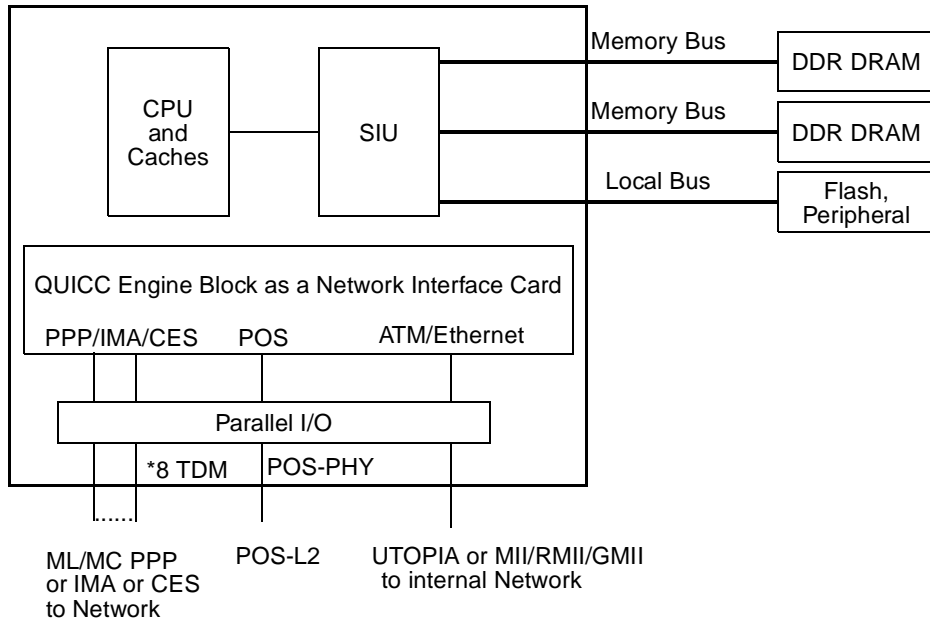 Memory Bus
DDR DRAM
CPU
and
Caches
SIU
Memory Bus
DDR DRAM
Local Bus
Flash,
Peripheral
QUICC Engine Block as a Network Interface Card
PPP/IMA/CES POS ATM/Ethernet
Parallel I/O
*8 TDM POS-PHY
......
ML/MC PPP
or IMA or CES
to Network
POS-L2
UTOPIA or MII/RMII/GMII
to internal Network